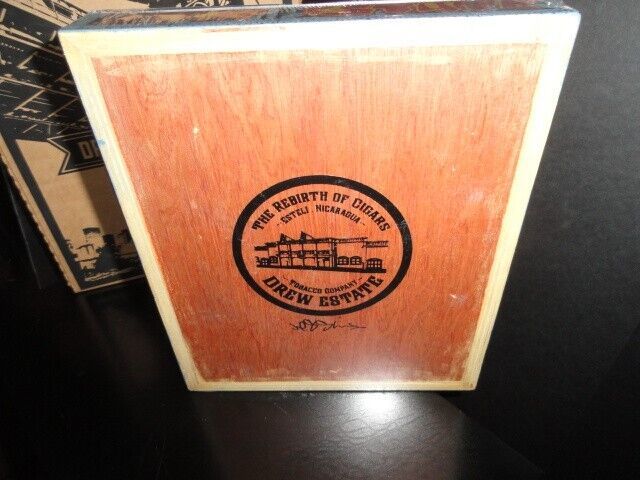 THE REBIRTH OF CIGARS
- ESTELI . NICARAGUA -
- TOBACCO COMPANY -
DREW ESTATE